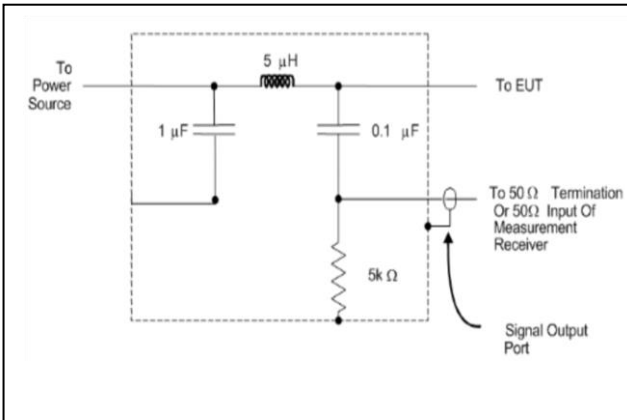 To
Power
Source
5 µH
To EUT
1 µF
0.1 µF
To 50 Ω Termination
Or 50Ω Input Of
Measurement
Receiver
5k Ω
Signal Output
Port